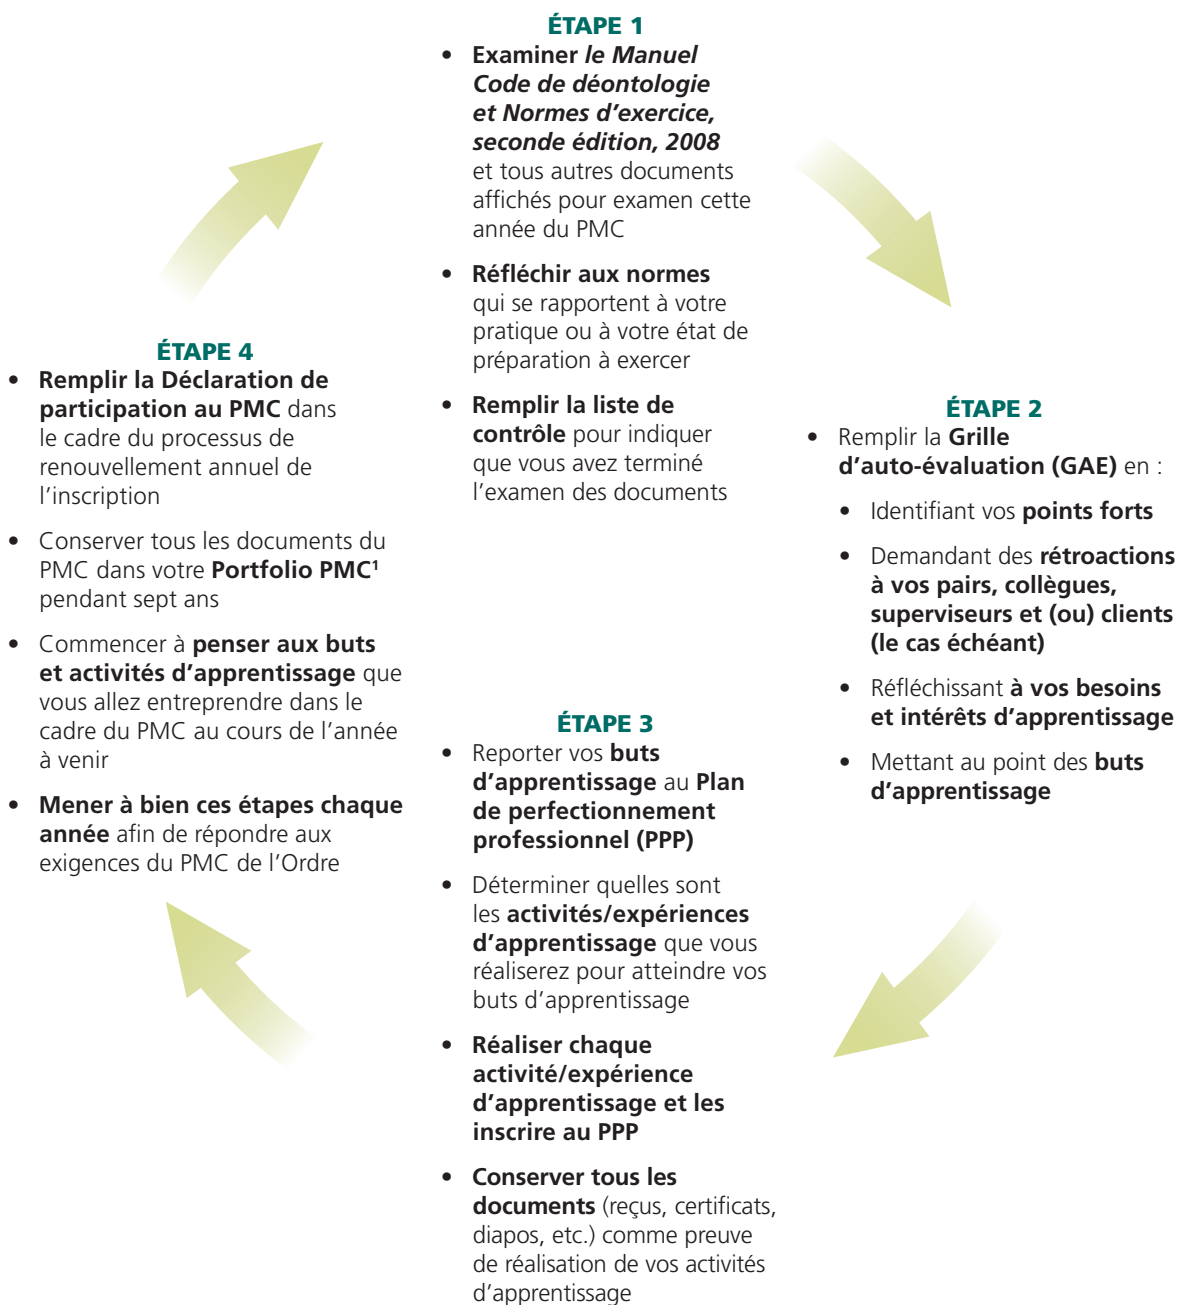 ÉTAPE 1
• Examiner le Manuel
Code de déontologie
et Normes d’exercice,
seconde édition, 2008
et tous autres documents
affichés pour examen cette
année du PMC
• Réfléchir aux normes
qui se rapportent à votre
pratique ou à votre état de
préparation à exercer
• Remplir la liste de
contrôle pour indiquer
que vous avez terminé
l’examen des documents
ÉTAPE 2
• Remplir la Grille
d’auto-évaluation (GAE) en :
• Identifiant vos points forts
• Demandant des rétroactions
à vos pairs, collègues,
superviseurs et (ou) clients
(le cas échéant)
• Réfléchissant à vos besoins
et intérêts d’apprentissage
• Mettant au point des buts
d’apprentissage
ÉTAPE 3
• Reporter vos buts
d’apprentissage au Plan
de perfectionnement
professionnel (PPP)
• Déterminer quelles sont
les activités/expériences
d’apprentissage que vous
réaliserez pour atteindre vos
buts d’apprentissage
• Réaliser chaque
activité/expérience
d’apprentissage et les
inscrire au PPP
• Conserver tous les
documents (reçus, certificats,
diapos, etc.) comme preuve
de réalisation de vos activités
d’apprentissage
ÉTAPE 4
• Remplir la Déclaration de
participation au PMC dans
le cadre du processus de
renouvellement annuel de
l’inscription
• Conserver tous les documents du
PMC dans votre Portfolio PMC¹
pendant sept ans
• Commencer à penser aux buts
et activités d’apprentissage que
vous allez entreprendre dans le
cadre du PMC au cours de l’année
à venir
• Mener à bien ces étapes chaque
année afin de répondre aux
exigences du PMC de l’Ordre